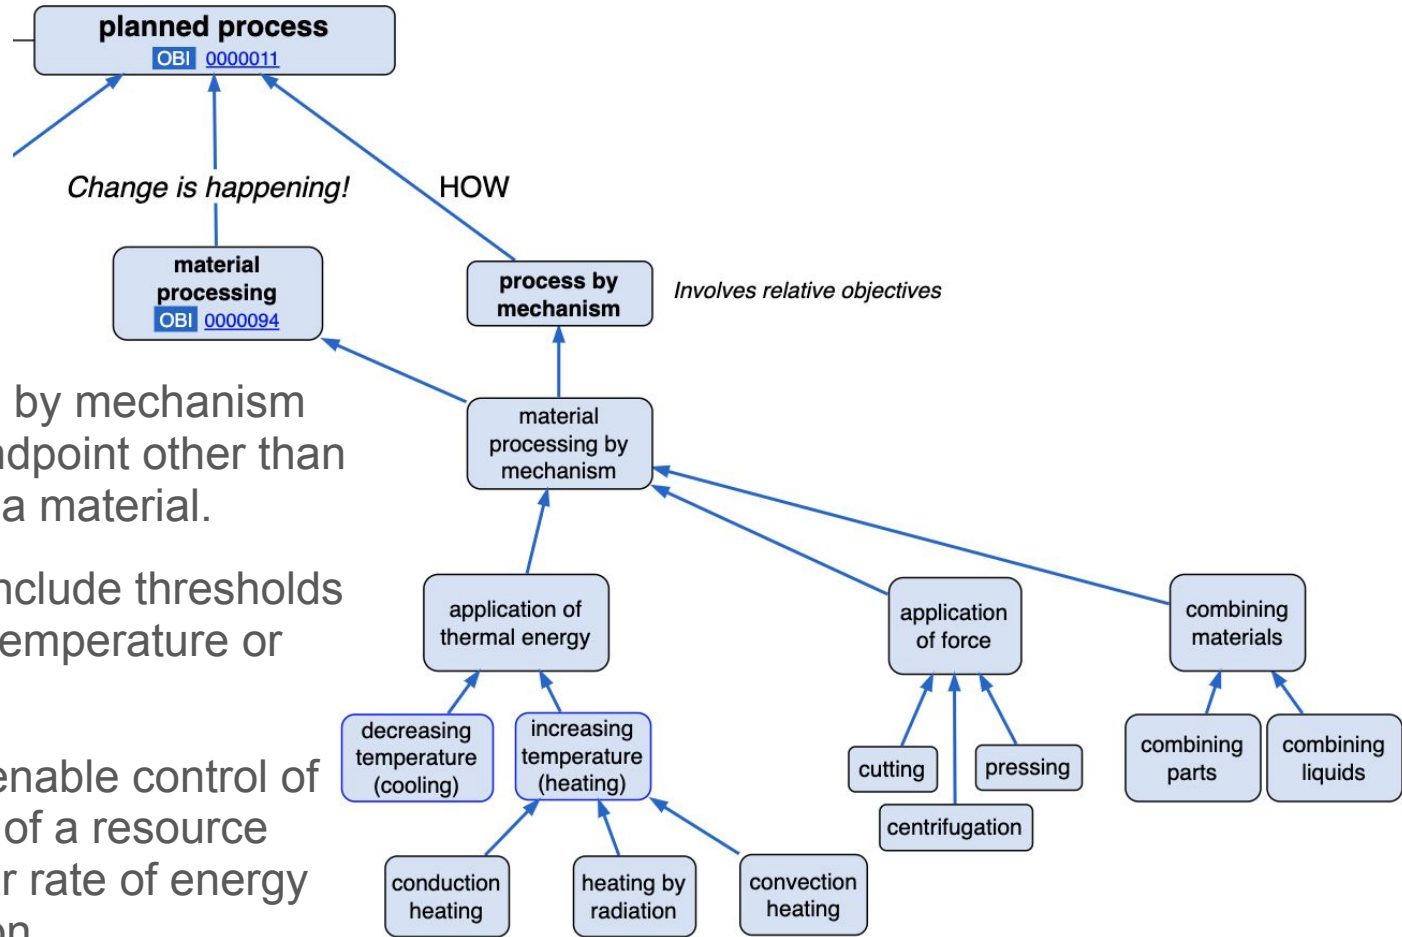 planned process
OBI 0000011
Change is happening!
HOW
material
processing
OBI 0000094
process by
mechanism
Involves relative objectives
by mechanism
other than
a material.
material
processing by
mechanism
thresholds
temperature or
enable control of
of a resource
rate of energy
application of
thermal energy
application
of force
combining
materials
decreasing
temperature
(cooling)
increasing
temperature
(heating)
cutting
pressing
centrifugation
combining
parts
combining
liquids
conduction
heating
heating by
radiation
convection
heating